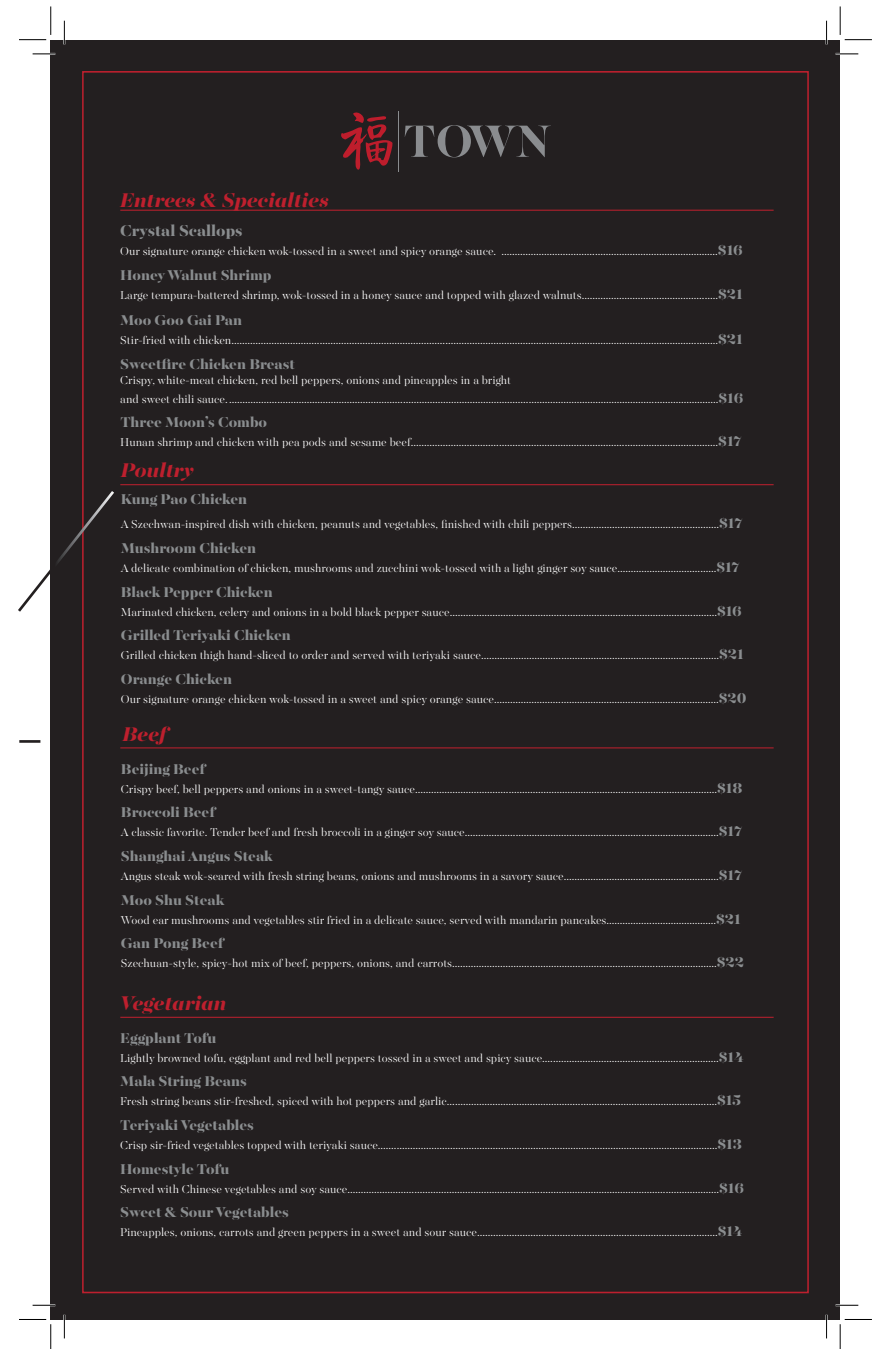 福 TOWN
Entrees & Specialties
Crystal Scallops
Our signature orange chicken wok-tossed in a sweet and spicy orange sauce. ........$16
Honey Walnut Shrimp
Large tempura-battered shrimp, wok-tossed in a honey sauce and topped with glazed walnuts........$21
Moo Goo Gai Pan
Stir-fried with chicken........$21
Sweetfire Chicken Breast
Crispy, white-meat chicken, red bell peppers, onions and pineapples in a bright
and sweet chili sauce. ........$16
Three Moon's Combo
Hunan shrimp and chicken with pea pods and sesame beef........$17
Poultry
Kung Pao Chicken
A Szechwan-inspired dish with chicken, peanuts and vegetables, finished with chili peppers........$17
Mushroom Chicken
A delicate combination of chicken, mushrooms and zucchini wok-tossed with a light ginger soy sauce........$17
Black Pepper Chicken
Marinated chicken, celery and onions in a bold black pepper sauce........$16
Grilled Teriyaki Chicken
Grilled chicken thigh hand-sliced to order and served with teriyaki sauce........$21
Orange Chicken
Our signature orange chicken wok-tossed in a sweet and spicy orange sauce........$20
Beef
Beijing Beef
Crispy beef, bell peppers and onions in a sweet-tangy sauce........$18
Broccoli Beef
A classic favorite. Tender beef and fresh broccoli in a ginger soy sauce........$17
Shanghai Angus Steak
Angus steak wok-seared with fresh string beans, onions and mushrooms in a savory sauce........$17
Moo Shu Steak
Wood ear mushrooms and vegetables stir fried in a delicate sauce, served with mandarin pancakes........$21
Gan Pong Beef
Szechuan-style, spicy-hot mix of beef, peppers, onions, and carrots........$22
Vegetarian
Eggplant Tofu
Lightly browned tofu, eggplant and red bell peppers tossed in a sweet and spicy sauce........$14
Mala String Beans
Fresh string beans stir-freshed, spiced with hot peppers and garlic........$15
Teriyaki Vegetables
Crisp sir-fried vegetables topped with teriyaki sauce........$13
Homestyle Tofu
Served with Chinese vegetables and soy sauce........$16
Sweet & Sour Vegetables
Pineapples, onions, carrots and green peppers in a sweet and sour sauce........$14